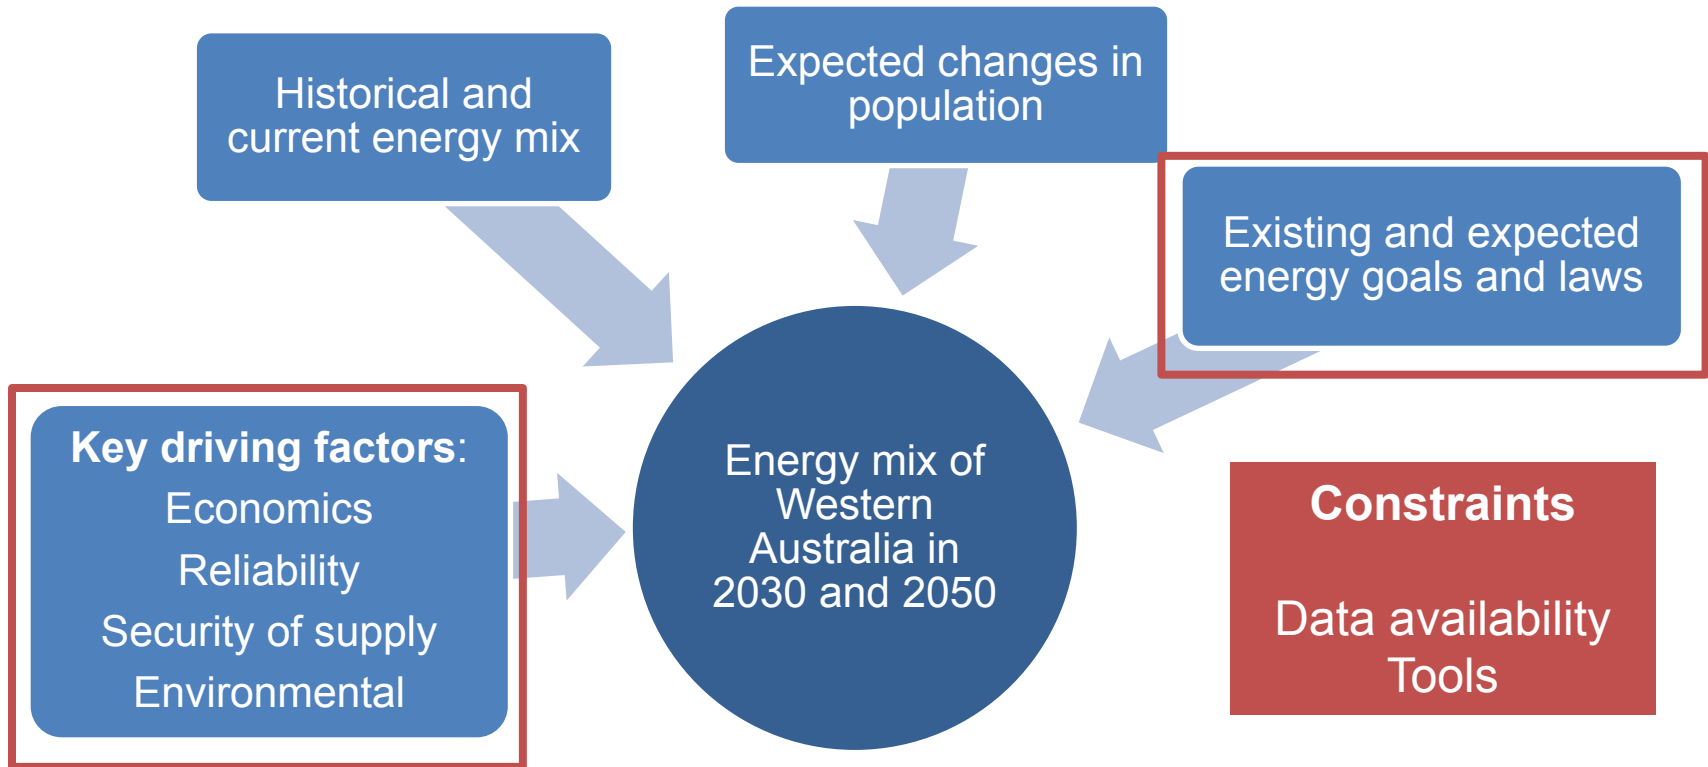 Historical and
current energy mix
Expected changes in
population
Existing and expected
energy goals and laws
Key driving factors:
Economics
Reliability
Security of supply
Environmental
Energy mix of
Western
Australia in
2030 and 2050
Constraints
Data availability
Tools